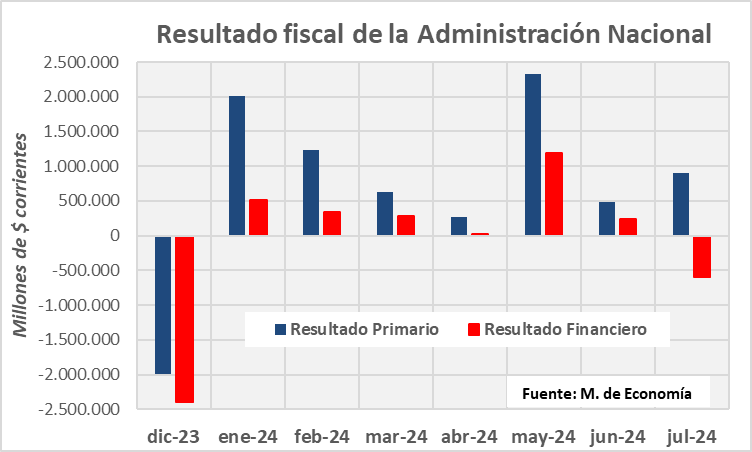 Resultado fiscal de la Administración Nacional
Millones de $ corrientes
2.500.000
2.000.000
1.500.000
1.000.000
500.000
0
-500.000
-1.000.000
-1.500.000
-2.000.000
-2.500.000
Resultado Primario Resultado Financiero
Fuente: M. de Economía
dic-23 ene-24 feb-24 mar-24 abr-24 may-24 jun-24 jul-24